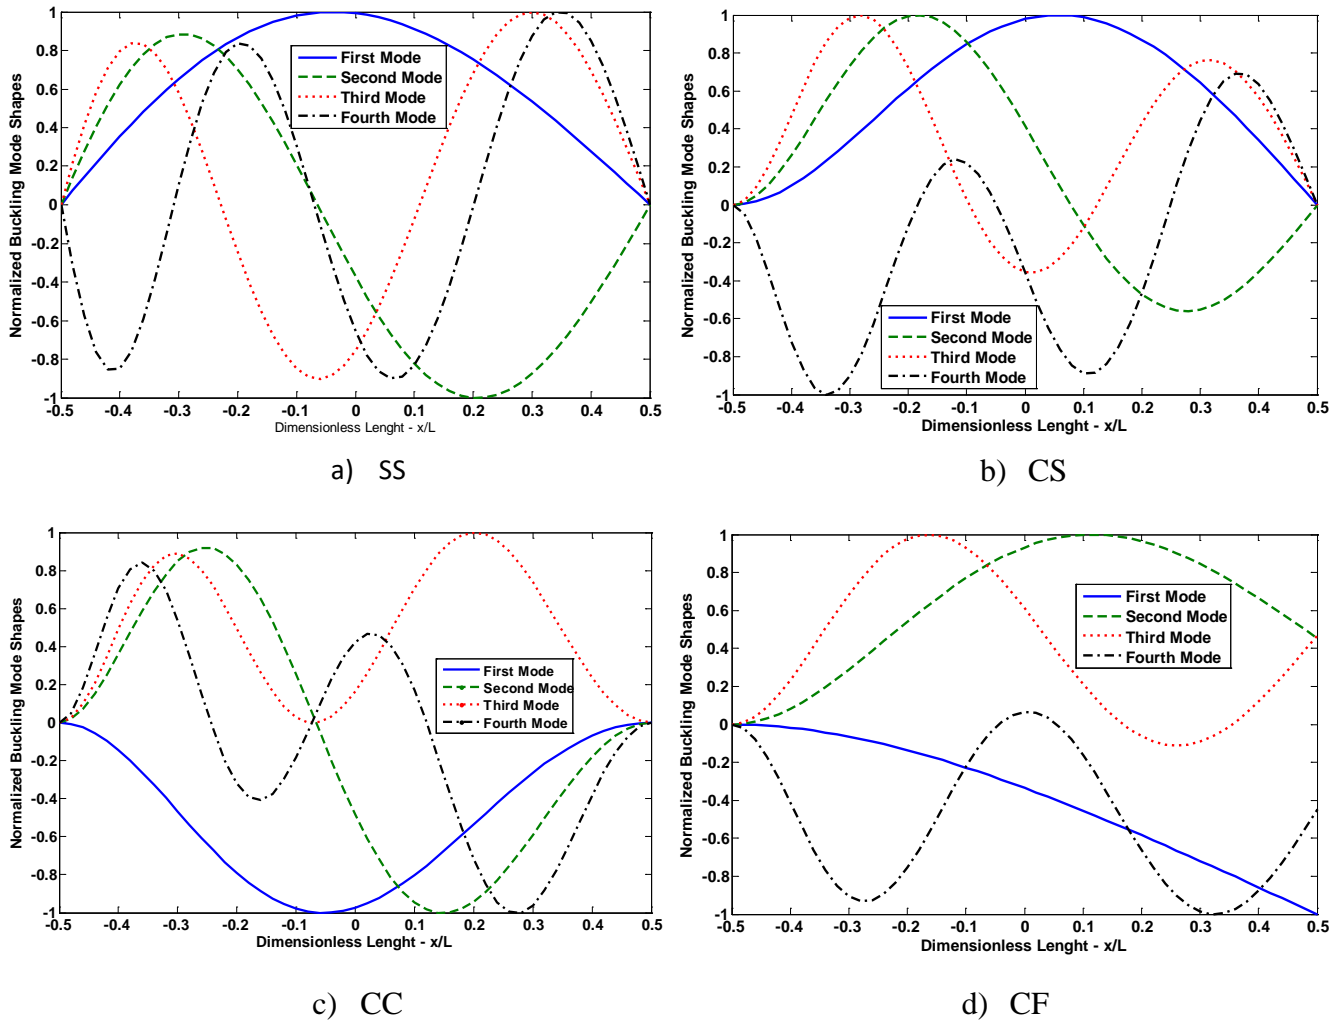 Normalized Buckling Mode Shapes
1
0.8
0.6
0.4
0.2
0
-0.2
-0.4
-0.6
-0.8
-1
First Mode
Second Mode
Third Mode
Fourth Mode
-0.5 -0.4 -0.3 -0.2 -0.1 0 0.1 0.2 0.3 0.4 0.5
Dimensionless Lenght - x/L
a) SS
Normalized Buckling Mode Shapes
1
0.8
0.6
0.4
0.2
0
-0.2
-0.4
-0.6
-0.8
-1
First Mode
Second Mode
Third Mode
Fourth Mode
-0.5 -0.4 -0.3 -0.2 -0.1 0 0.1 0.2 0.3 0.4 0.5
Dimensionless Lenght - x/L
b) CS
Normalized Buckling Mode Shapes
1
0.8
0.6
0.4
0.2
0
-0.2
-0.4
-0.6
-0.8
-1
First Mode
Second Mode
Third Mode
Fourth Mode
-0.5 -0.4 -0.3 -0.2 -0.1 0 0.1 0.2 0.3 0.4 0.5
Dimensionless Lenght - x/L
c) CC
Normalized Buckling Mode Shapes
1
0.8
0.6
0.4
0.2
0
-0.2
-0.4
-0.6
-0.8
-1
First Mode
Second Mode
Third Mode
Fourth Mode
-0.5 -0.4 -0.3 -0.2 -0.1 0 0.1 0.2 0.3 0.4 0.5
Dimensionless Lenght - x/L
d) CF